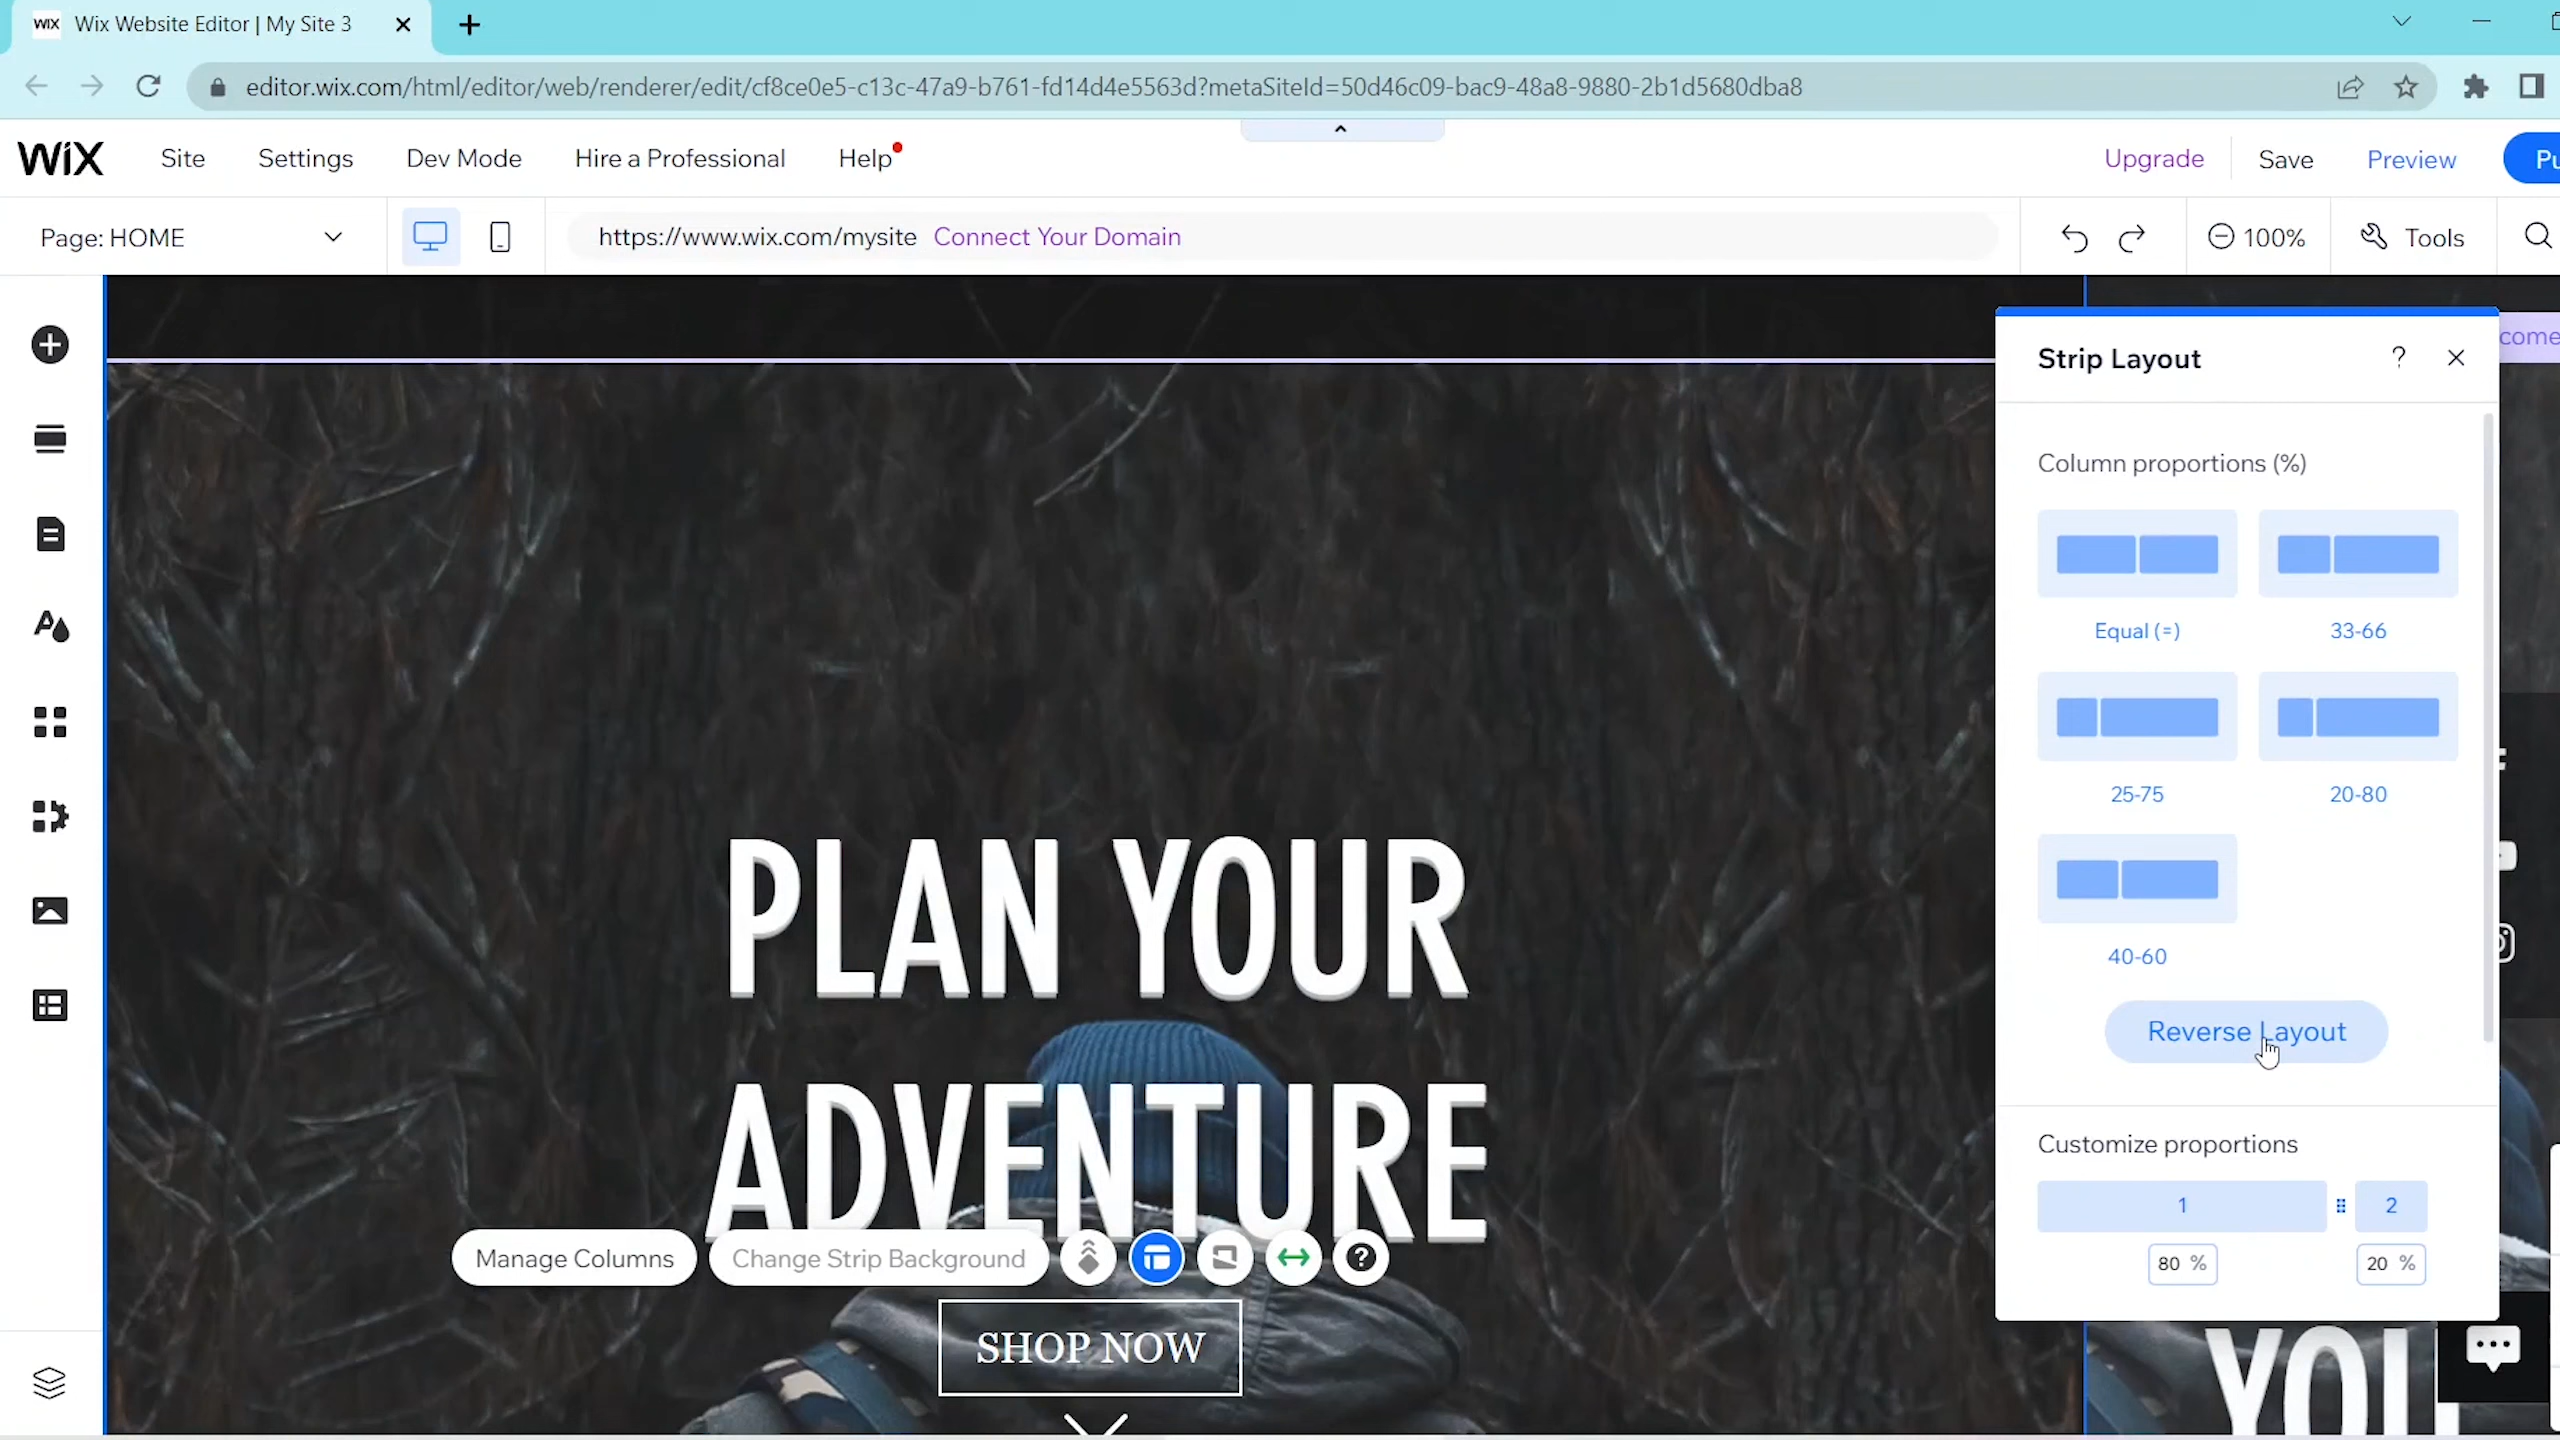 WiX Wix Website Editor | My Site 3
editor.wix.com/html/editor/web/renderer/edit/cf8ce0e5-c13c-47a9-b761-fd14d4e5563d?metaSiteId=50d46c09-bac9-48a8-9880-2b1d5680dba8
WiX Site Settings Dev Mode Hire a Professional Help Upgrade Save Preview Pu
Page: HOME https://www.wix.com/mysite Connect Your Domain 100% Tools
come
Strip Layout ?
Column proportions (%)
Equal (=) 33-66
25-75 20-80
40-60
Reverse Layout
Customize proportions
1 2
80 % 20 %
PLAN YOUR
ADVENTURE
Manage Columns Change Strip Background ?
SHOP NOW
YOU